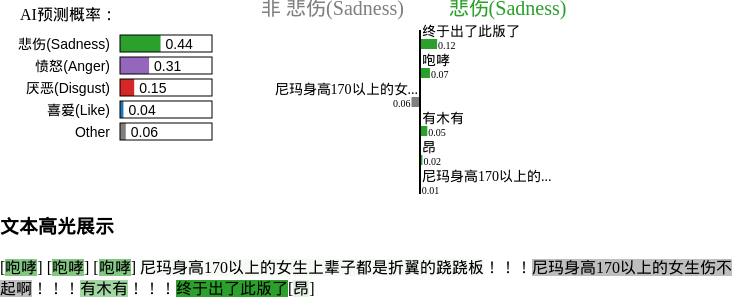 AI预测概率：
悲伤(Sadness) 0.44
愤怒(Anger) 0.31
厌恶(Disgust) 0.15
喜爱(Like) 0.04
Other 0.06
非 悲伤(Sadness) 悲伤(Sadness)
终于出了此版了
0.12
咆哮
0.07
尼玛身高170以上的女...
0.06
有木有
0.05
昂
0.02
尼玛身高170以上的...
0.01
文本高光展示
[咆哮] [咆哮] [咆哮] 尼玛身高170以上的女生上辈子都是折翼的跷跷板！！！尼玛身高170以上的女生伤不
起啊！！！有木有！！！终于出了此版了[昂]